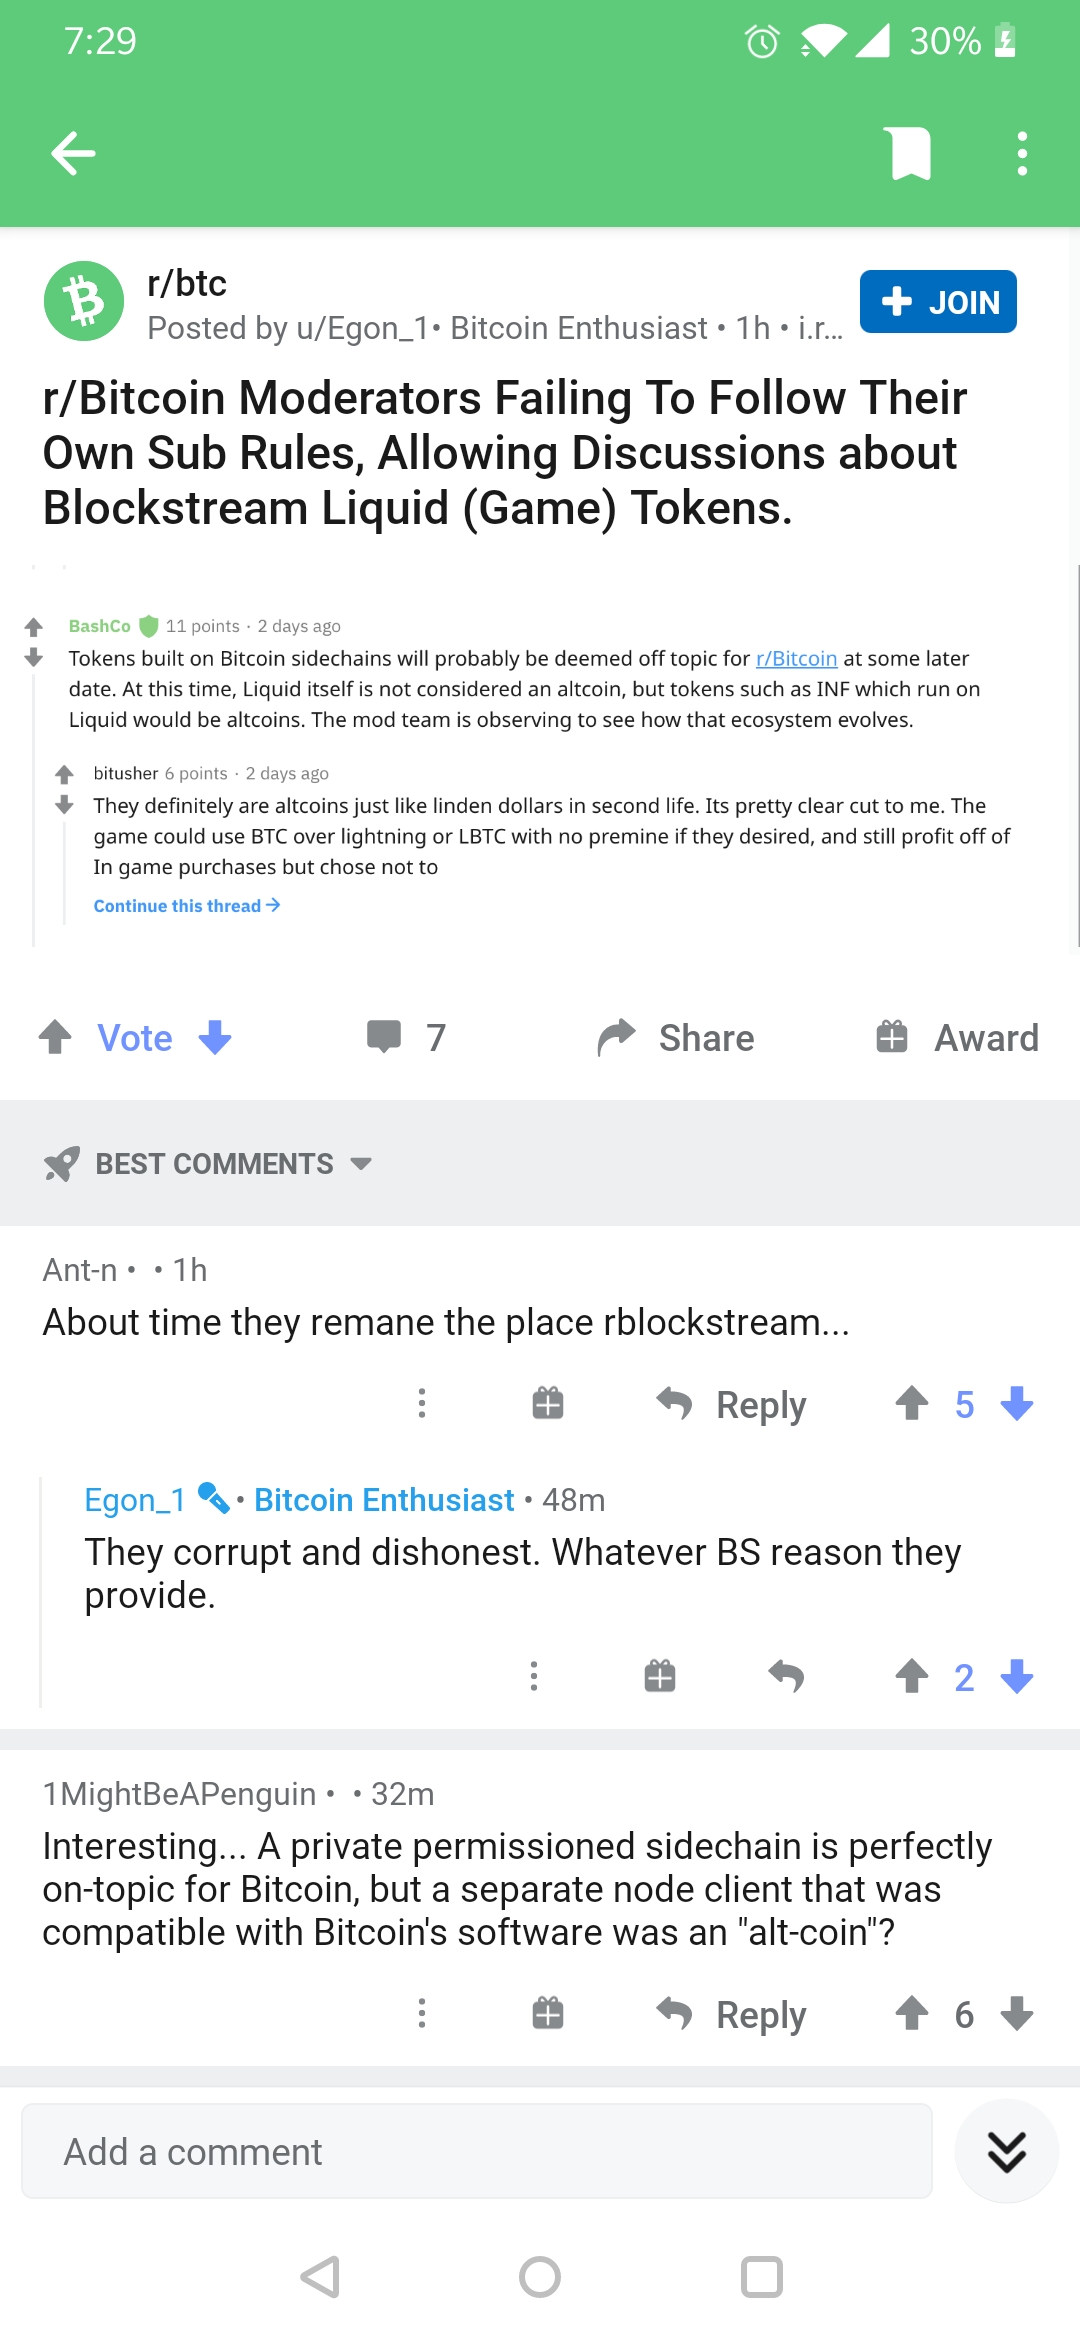 7:29
30%
r/btc
Posted by u/Egon_1• Bitcoin Enthusiast • 1h • i.r...
JOIN
r/Bitcoin Moderators Failing To Follow Their
Own Sub Rules, Allowing Discussions about
Blockstream Liquid (Game) Tokens.
BashCo 11 points · 2 days ago
Tokens built on Bitcoin sidechains will probably be deemed off topic for r/Bitcoin at some later
date. At this time, Liquid itself is not considered an altcoin, but tokens such as INF which run on
Liquid would be altcoins. The mod team is observing to see how that ecosystem evolves.
bitusher 6 points · 2 days ago
They definitely are altcoins just like linden dollars in second life. Its pretty clear cut to me. The
game could use BTC over lightning or LBTC with no premine if they desired, and still profit off of
In game purchases but chose not to
Continue this thread →
Vote 7 Share Award
BEST COMMENTS
Ant-n • • 1h
About time they remane the place rblockstream...
Reply 5
Egon_1 • Bitcoin Enthusiast • 48m
They corrupt and dishonest. Whatever BS reason they
provide.
2
1MightBeAPenguin • • 32m
Interesting... A private permissioned sidechain is perfectly
on-topic for Bitcoin, but a separate node client that was
compatible with Bitcoin's software was an "alt-coin"?
Reply 6
Add a comment